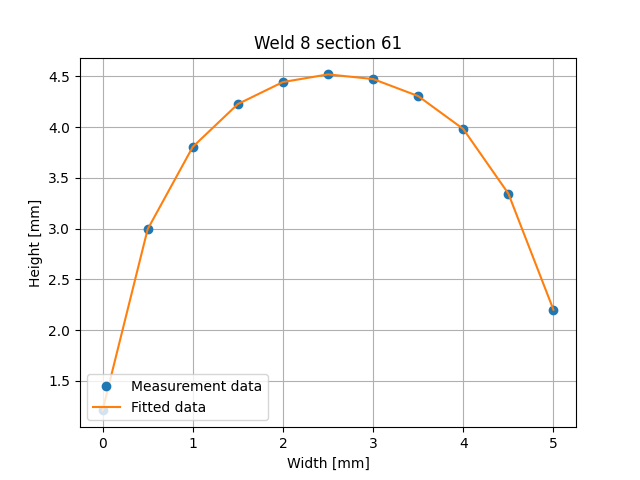 Weld 8 section 61
Height [mm]
4.5
4.0
3.5
3.0
2.5
2.0
1.5
Measurement data
Fitted data
0 1 2 3 4 5
Width [mm]